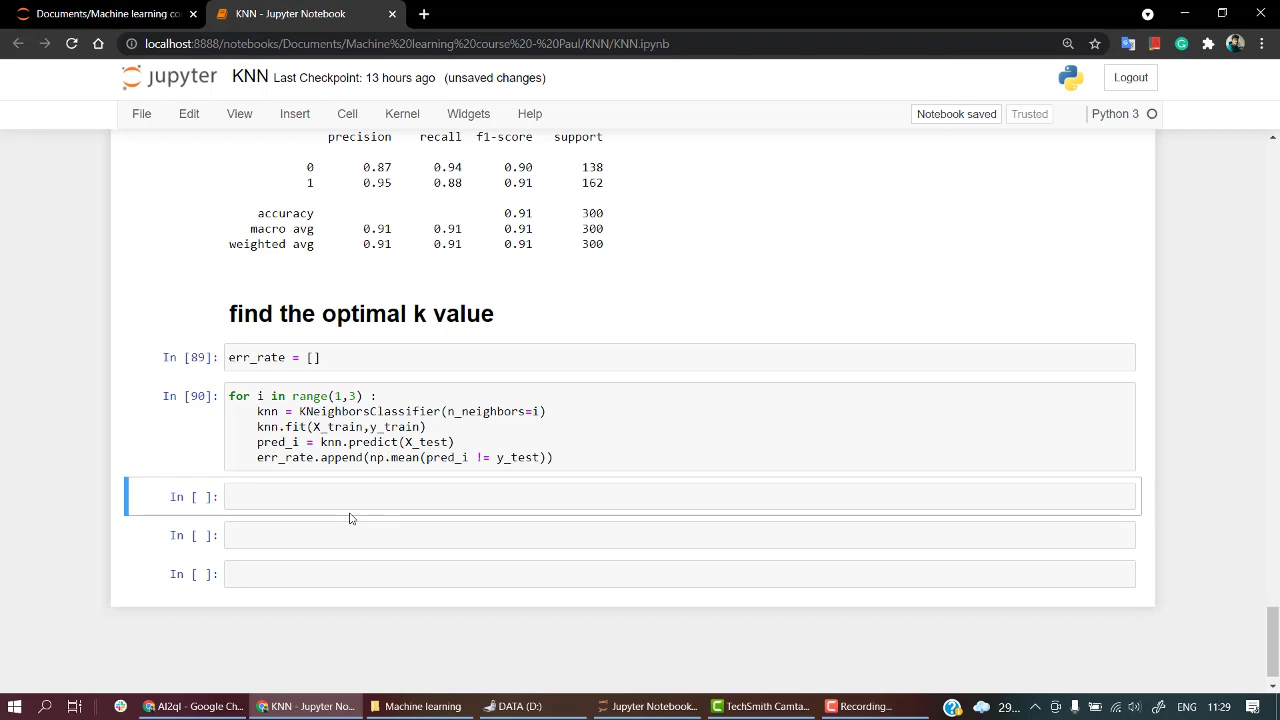 Documents/Machine learning co
KNN - Jupyter Notebook
localhost:8888/notebooks/Documents/Machine%20learning%20course%20-%20Paul/KNN/KNN.ipynb
jupyter KNN Last Checkpoint: 13 hours ago (unsaved changes)
Logout
File Edit View Insert Cell Kernel Widgets Help
Notebook saved Trusted Python 3
precision recall f1-score support
0 0.87 0.94 0.90 138
1 0.95 0.88 0.91 162
accuracy 0.91 300
macro avg 0.91 0.91 0.91 300
weighted avg 0.91 0.91 0.91 300
find the optimal k value
In [89]: err_rate = []
In [90]: for i in range(1,3) :
knn = KNeighborsClassifier(n_neighbors=i)
knn.fit(X_train,y_train)
pred_i = knn.predict(X_test)
err_rate.append(np.mean(pred_i != y_test))
In [ ]:
In [ ]:
In [ ]:
AI2ql - Google Ch... KNN - Jupyter No... Machine learning DATA (D:) Jupyter Notebook... TechSmith Camta... Recording... 29... ENG 11:29